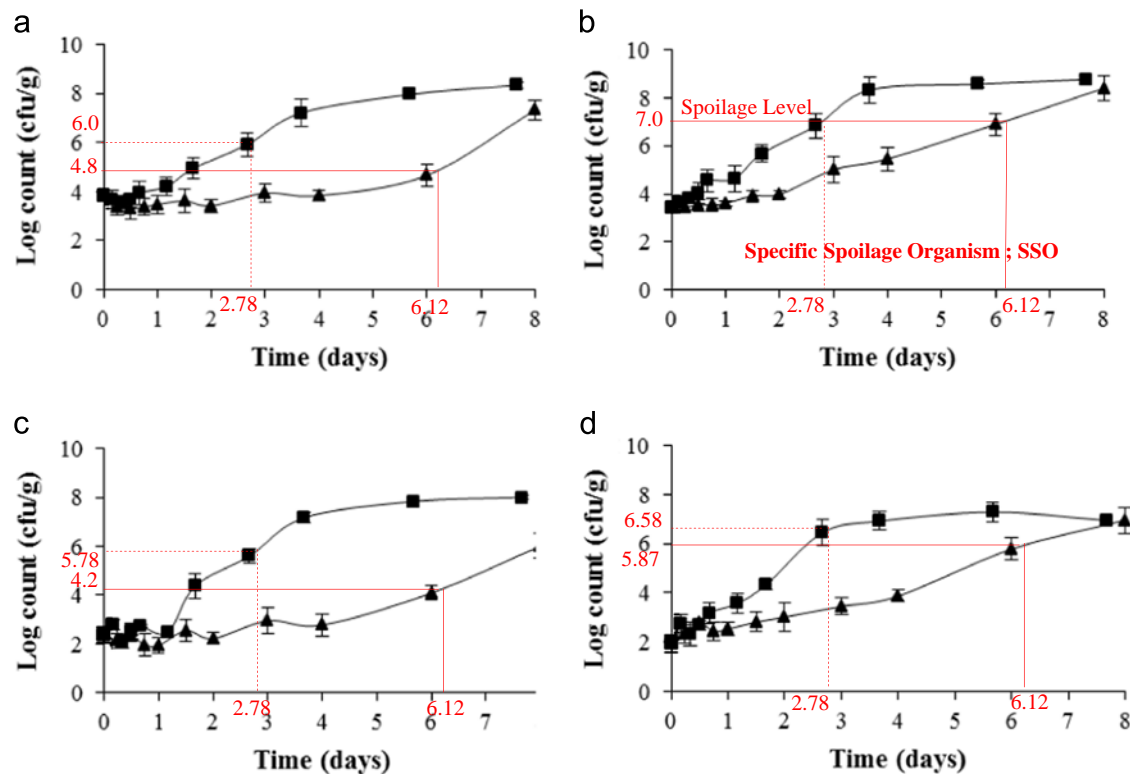 a
Log count (cfu/g)
10
8
6.0
6
4.8
4
2
0
2.78
6.12
0 1 2 3 4 5 6 7 8
Time (days)
b
Log count (cfu/g)
10
8
Spoilage Level
7.0
6
4
2
Specific Spoilage Organism ; SSO
0
2.78
6.12
0 1 2 3 4 5 6 7 8
Time (days)
c
Log count (cfu/g)
10
8
6
5.78
4.2
4
2
0
2.78
6.12
0 1 2 3 4 5 6 7
Time (days)
d
Log count (cfu/g)
10
8
6.58
6
5.87
4
2
0
2.78
6.12
0 1 2 3 4 5 6 7 8
Time (days)